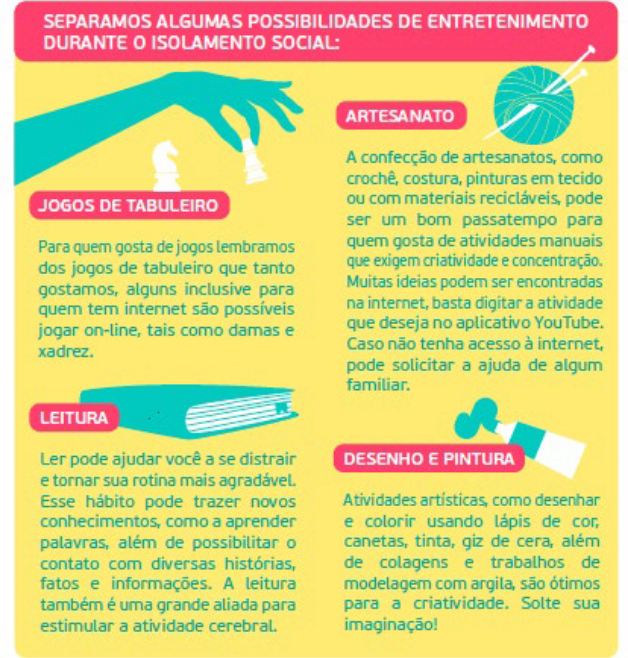 SEPARAMOS ALGUMAS POSSIBILIDADES DE ENTRETENIMENTO
DURANTE O ISOLAMENTO SOCIAL:
JOGOS DE TABULEIRO
Para quem gosta de jogos lembramos
dos jogos de tabuleiro que tanto
gostamos, alguns inclusive para
quem tem internet são possíveis
jogar on-line, tais como damas e
xadrez.
LEITURA
Ler pode ajudar você a se distrair
e tornar sua rotina mais agradável.
Esse hábito pode trazer novos
conhecimentos, como a aprender
palavras, além de possibilitar o
contato com diversas histórias,
fatos e informações. A leitura
também é uma grande aliada para
estimular a atividade cerebral.
ARTESANATO
A confecção de artesanatos, como
crochê, costura, pinturas em tecido
ou com materiais recicláveis, pode
ser um bom passatempo para
quem gosta de atividades manuais
que exigem criatividade e concentração.
Muitas ideias podem ser encontradas
na internet, basta digitar a atividade
que deseja no aplicativo YouTube.
Caso não tenha acesso à internet,
pode solicitar a ajuda de algum
familiar.
DESENHO E PINTURA
Atividades artísticas, como desenhar
e colorir usando lápis de cor,
canetas, tinta, giz de cera, além
de colagens e trabalhos de
modelagem com argila, são ótimos
para a criatividade. Solte sua
imaginação!